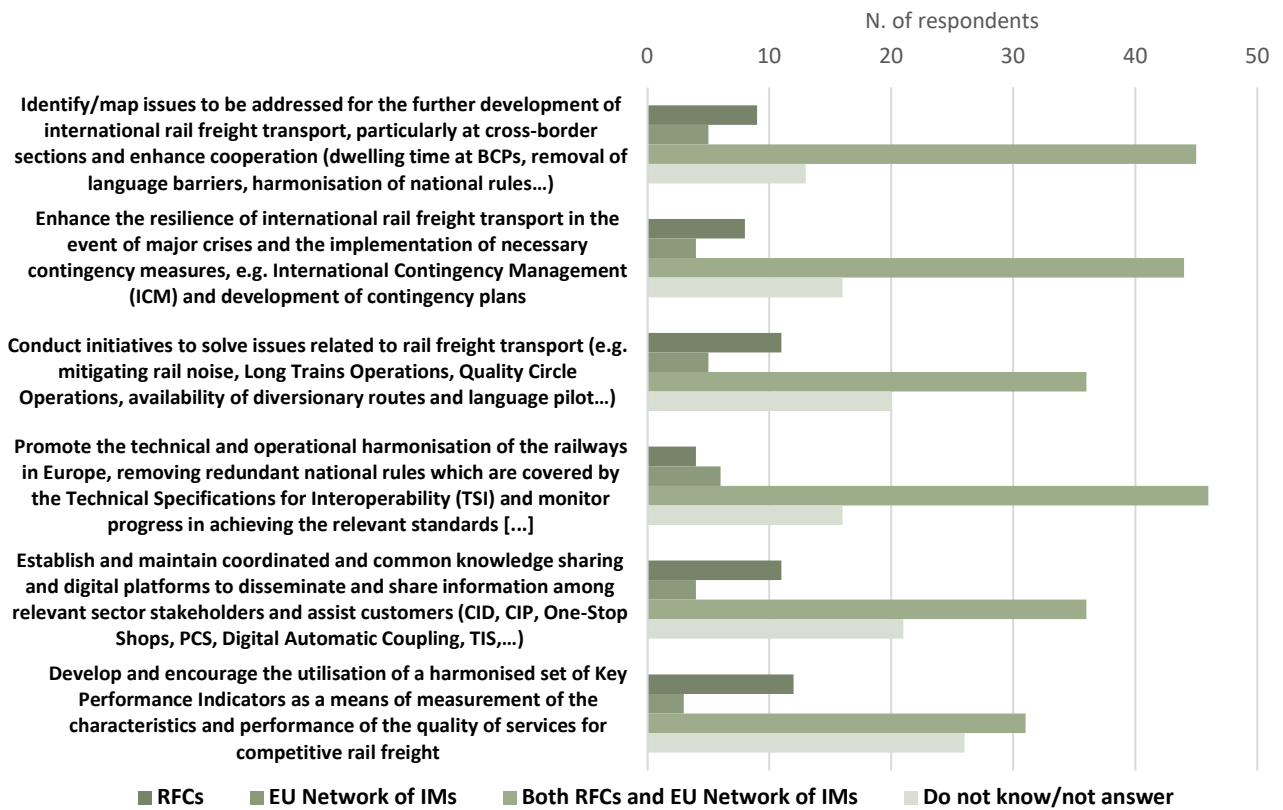 N. of respondents
0 10 20 30 40 50
Identify/map issues to be addressed for the further development of
international rail freight transport, particularly at cross-border
sections and enhance cooperation (dwelling time at BCPs, removal of
language barriers, harmonisation of national rules…)
Enhance the resilience of international rail freight transport in the
event of major crises and the implementation of necessary
contingency measures, e.g. International Contingency Management
(ICM) and development of contingency plans
Conduct initiatives to solve issues related to rail freight transport (e.g.
mitigating rail noise, Long Trains Operations, Quality Circle
Operations, availability of diversionary routes and language pilot…)
Promote the technical and operational harmonisation of the railways
in Europe, removing redundant national rules which are covered by
the Technical Specifications for Interoperability (TSI) and monitor
progress in achieving the relevant standards [...]
Establish and maintain coordinated and common knowledge sharing
and digital platforms to disseminate and share information among
relevant sector stakeholders and assist customers (CID, CIP, One-Stop
Shops, PCS, Digital Automatic Coupling, TIS,…)
Develop and encourage the utilisation of a harmonised set of Key
Performance Indicators as a means of measurement of the
characteristics and performance of the quality of services for
competitive rail freight
RFCs EU Network of IMs Both RFCs and EU Network of IMs Do not know/not answer